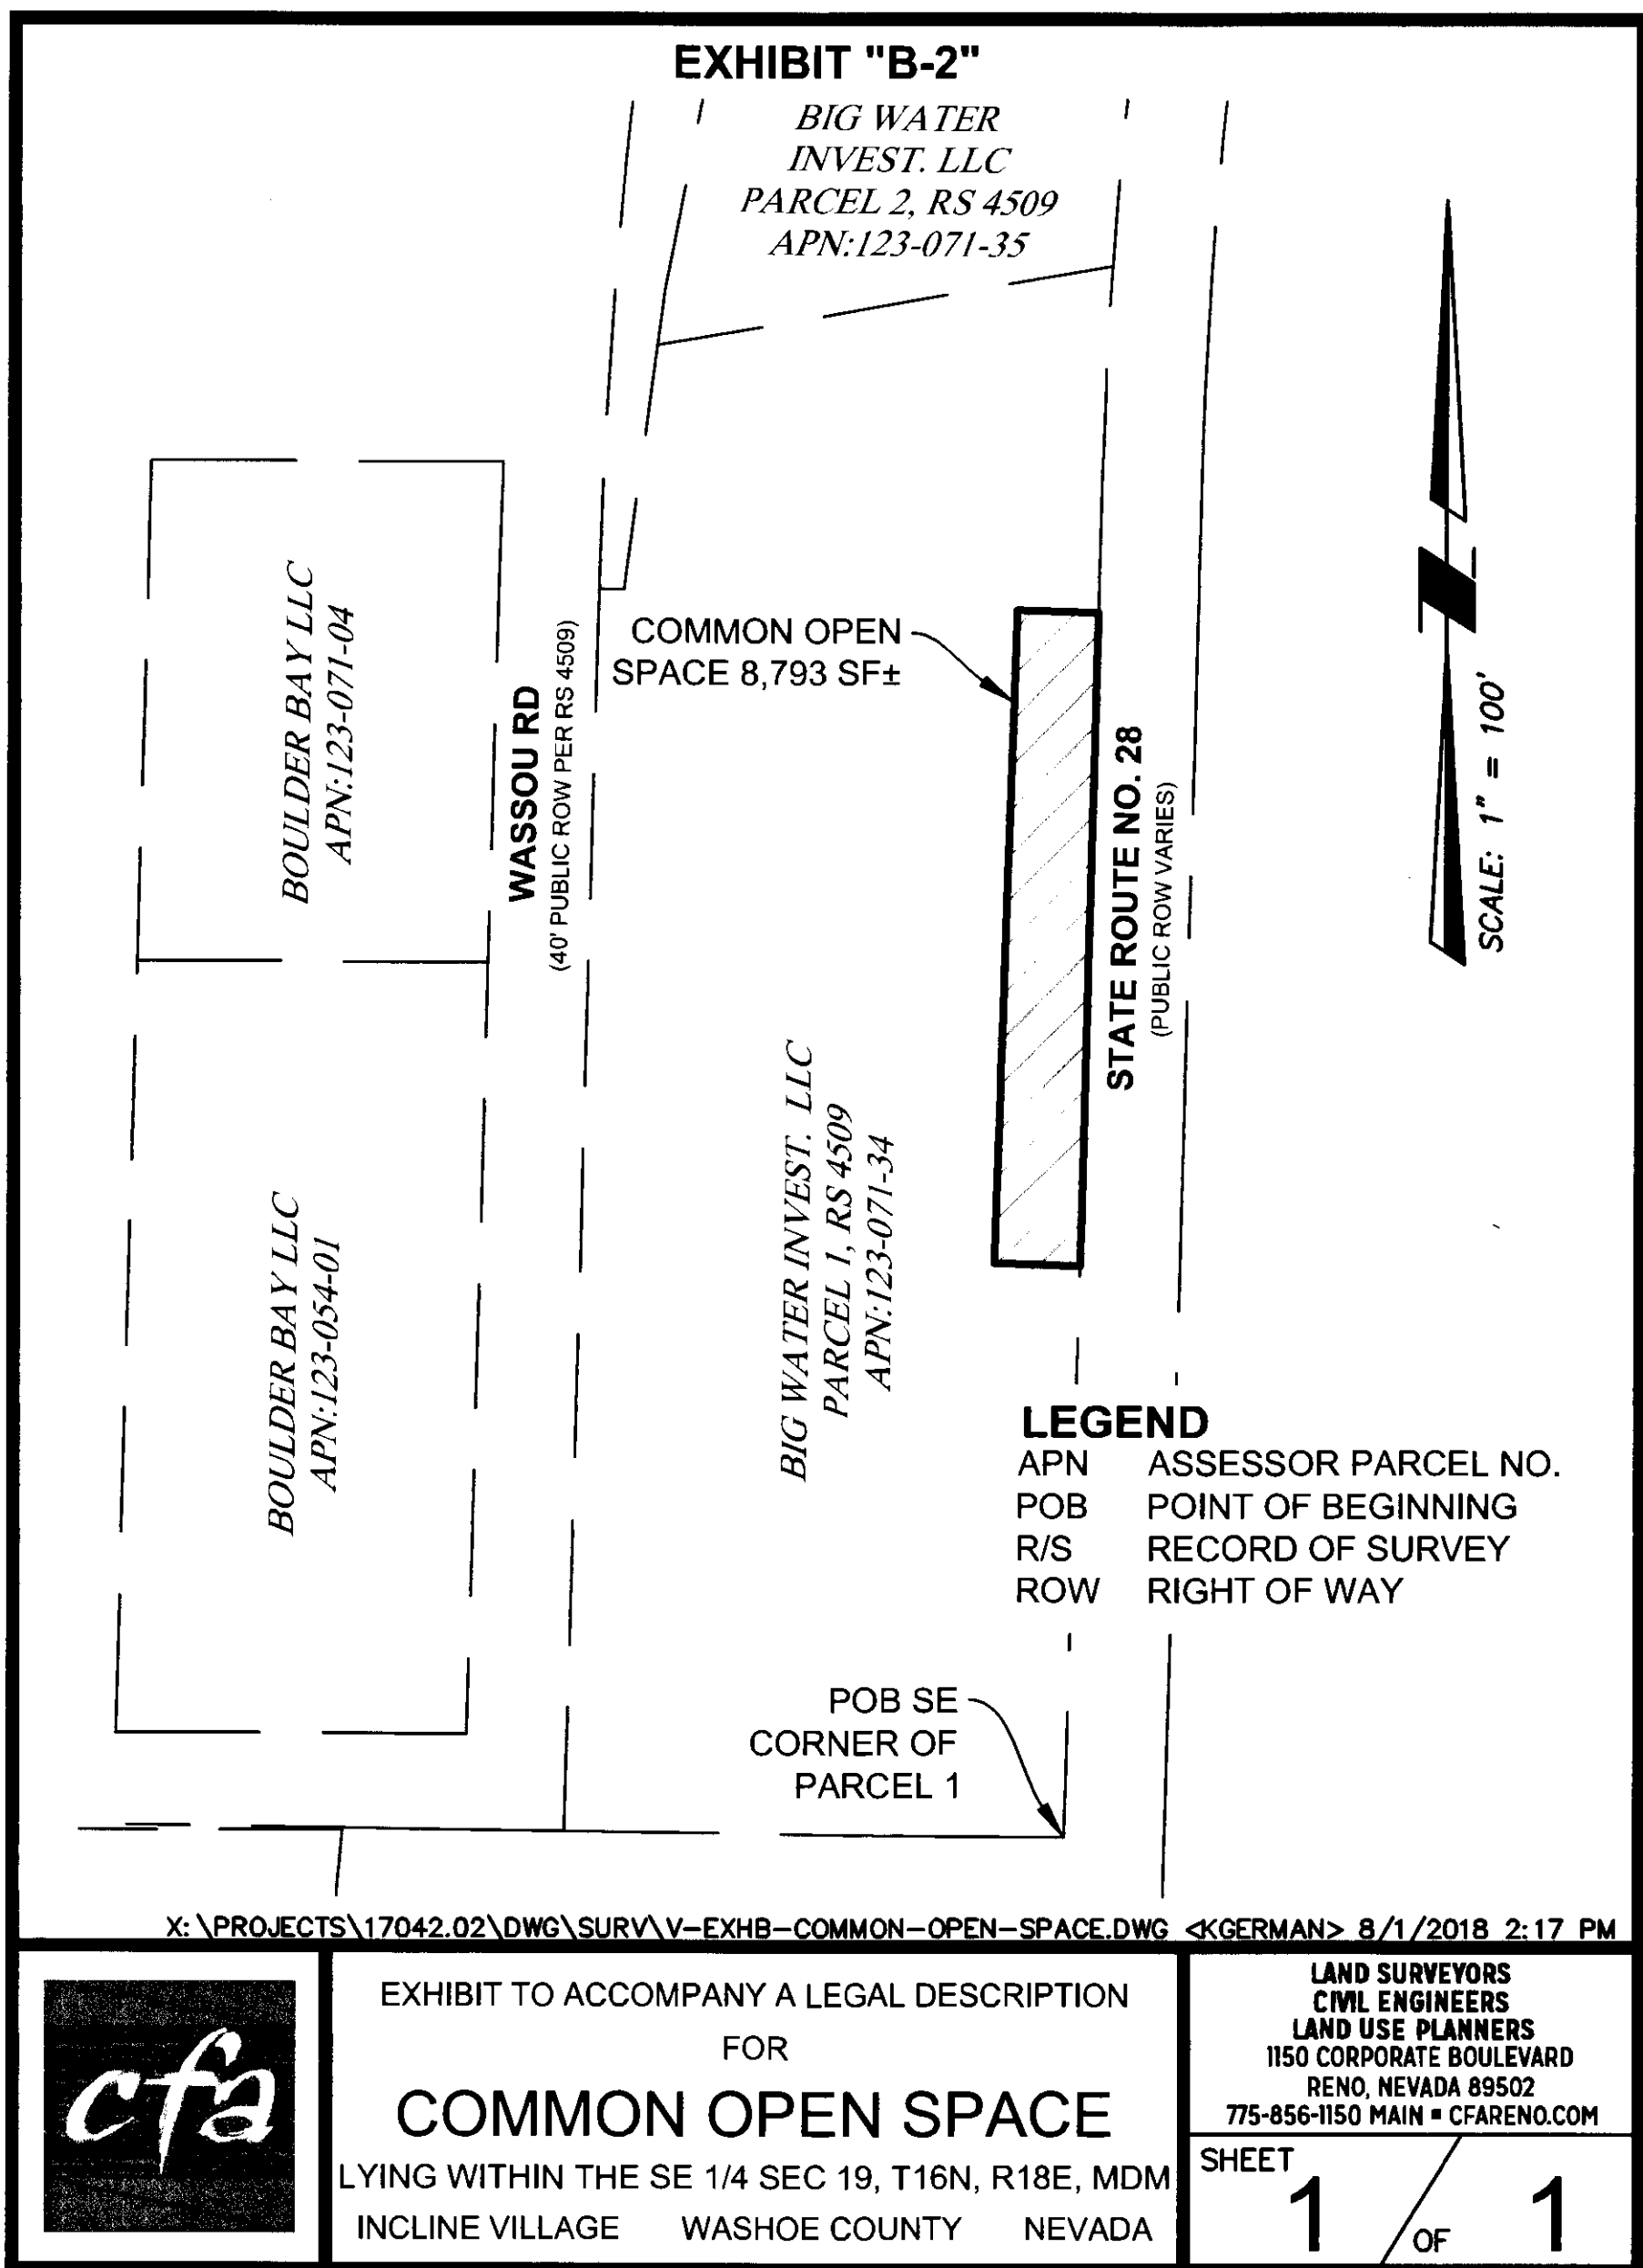 EXHIBIT "B-2"
BIG WATER
INVEST. LLC
PARCEL 2, RS 4509
APN:123-071-35
BOULDER BAY LLC
APN:123-071-04
WASSOU RD
(40' PUBLIC ROW PER RS 4509)
COMMON OPEN
SPACE 8,793 SF±
STATE ROUTE NO. 28
(PUBLIC ROW VARIES)
N
SCALE: 1" = 100'
BOULDER BAY LLC
APN:123-054-01
BIG WATER INVEST. LLC
PARCEL 1, RS 4509
APN:123-071-34
LEGEND
APN ASSESSOR PARCEL NO.
POB POINT OF BEGINNING
R/S RECORD OF SURVEY
ROW RIGHT OF WAY
POB SE
CORNER OF
PARCEL 1
X:\PROJECTS\17042.02\DWG\SURV\V-EXHB-COMMON-OPEN-SPACE.DWG <KGERMAN> 8/1/2018 2:17 PM
cfa
EXHIBIT TO ACCOMPANY A LEGAL DESCRIPTION
FOR
COMMON OPEN SPACE
LYING WITHIN THE SE 1/4 SEC 19, T16N, R18E, MDM
INCLINE VILLAGE WASHOE COUNTY NEVADA
LAND SURVEYORS
CIVIL ENGINEERS
LAND USE PLANNERS
1150 CORPORATE BOULEVARD
RENO, NEVADA 89502
775-856-1150 MAIN ▪ CFARENO.COM
SHEET
1 OF 1